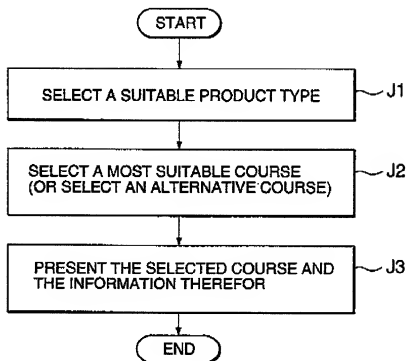 START
SELECT A SUITABLE PRODUCT TYPE
J1
SELECT A MOST SUITABLE COURSE
(OR SELECT AN ALTERNATIVE COURSE)
J2
PRESENT THE SELECTED COURSE AND
THE INFORMATION THEREFOR
J3
END